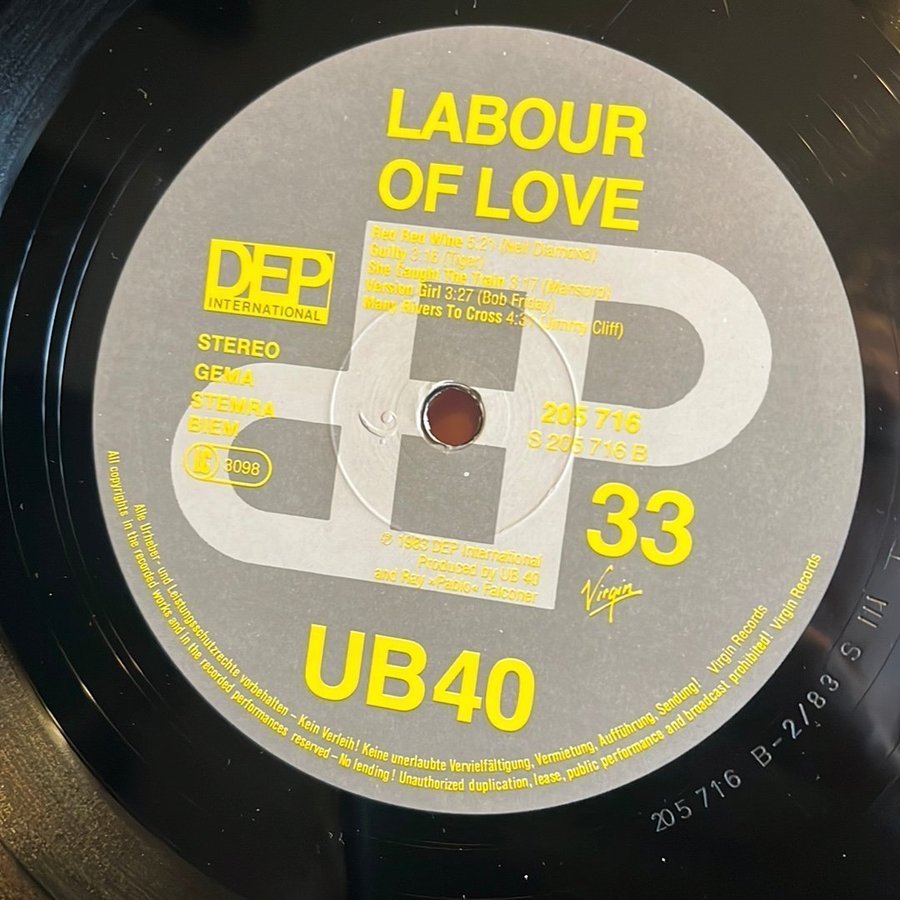 LABOUR
OF LOVE
Red Red Wine 5:21 (Neil Diamond)
Guilty 3:16 (Tiger)
She Caught The Train 3:17 (Mansano)
Version Girl 3:27 (Bob Friday)
Many Rivers To Cross 4:3 (Jimmy Cliff)
DEP
INTERNATIONAL
STEREO
GEMA
STEMRA
BIEM
LC 3098
205 716
S 205 716 B
33
℗ 1983 DEP International
Produced by UB 40
and Ray »Pablo« Falconer
Virgin
UB40
Alle Urheber- und Leistungsschutzrechte vorbehalten – Kein Verleih! Keine unerlaubte Vervielfältigung, Vermietung, Aufführung, Sendung! Virgin Records
All copyrights in the recorded works and in the recorded performances reserved – No lending! Unauthorized duplication, lease, public performance and broadcast prohibited! Virgin Records
205 716 B-2/83 S